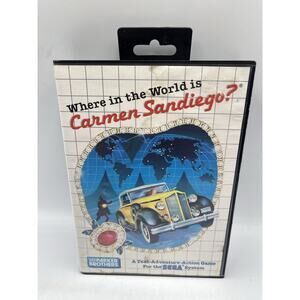 Where in the World is
Carmen Sandiego?®
PARKER
BROTHERS
A Text-Adventure-Action Game
For the SEGA® System